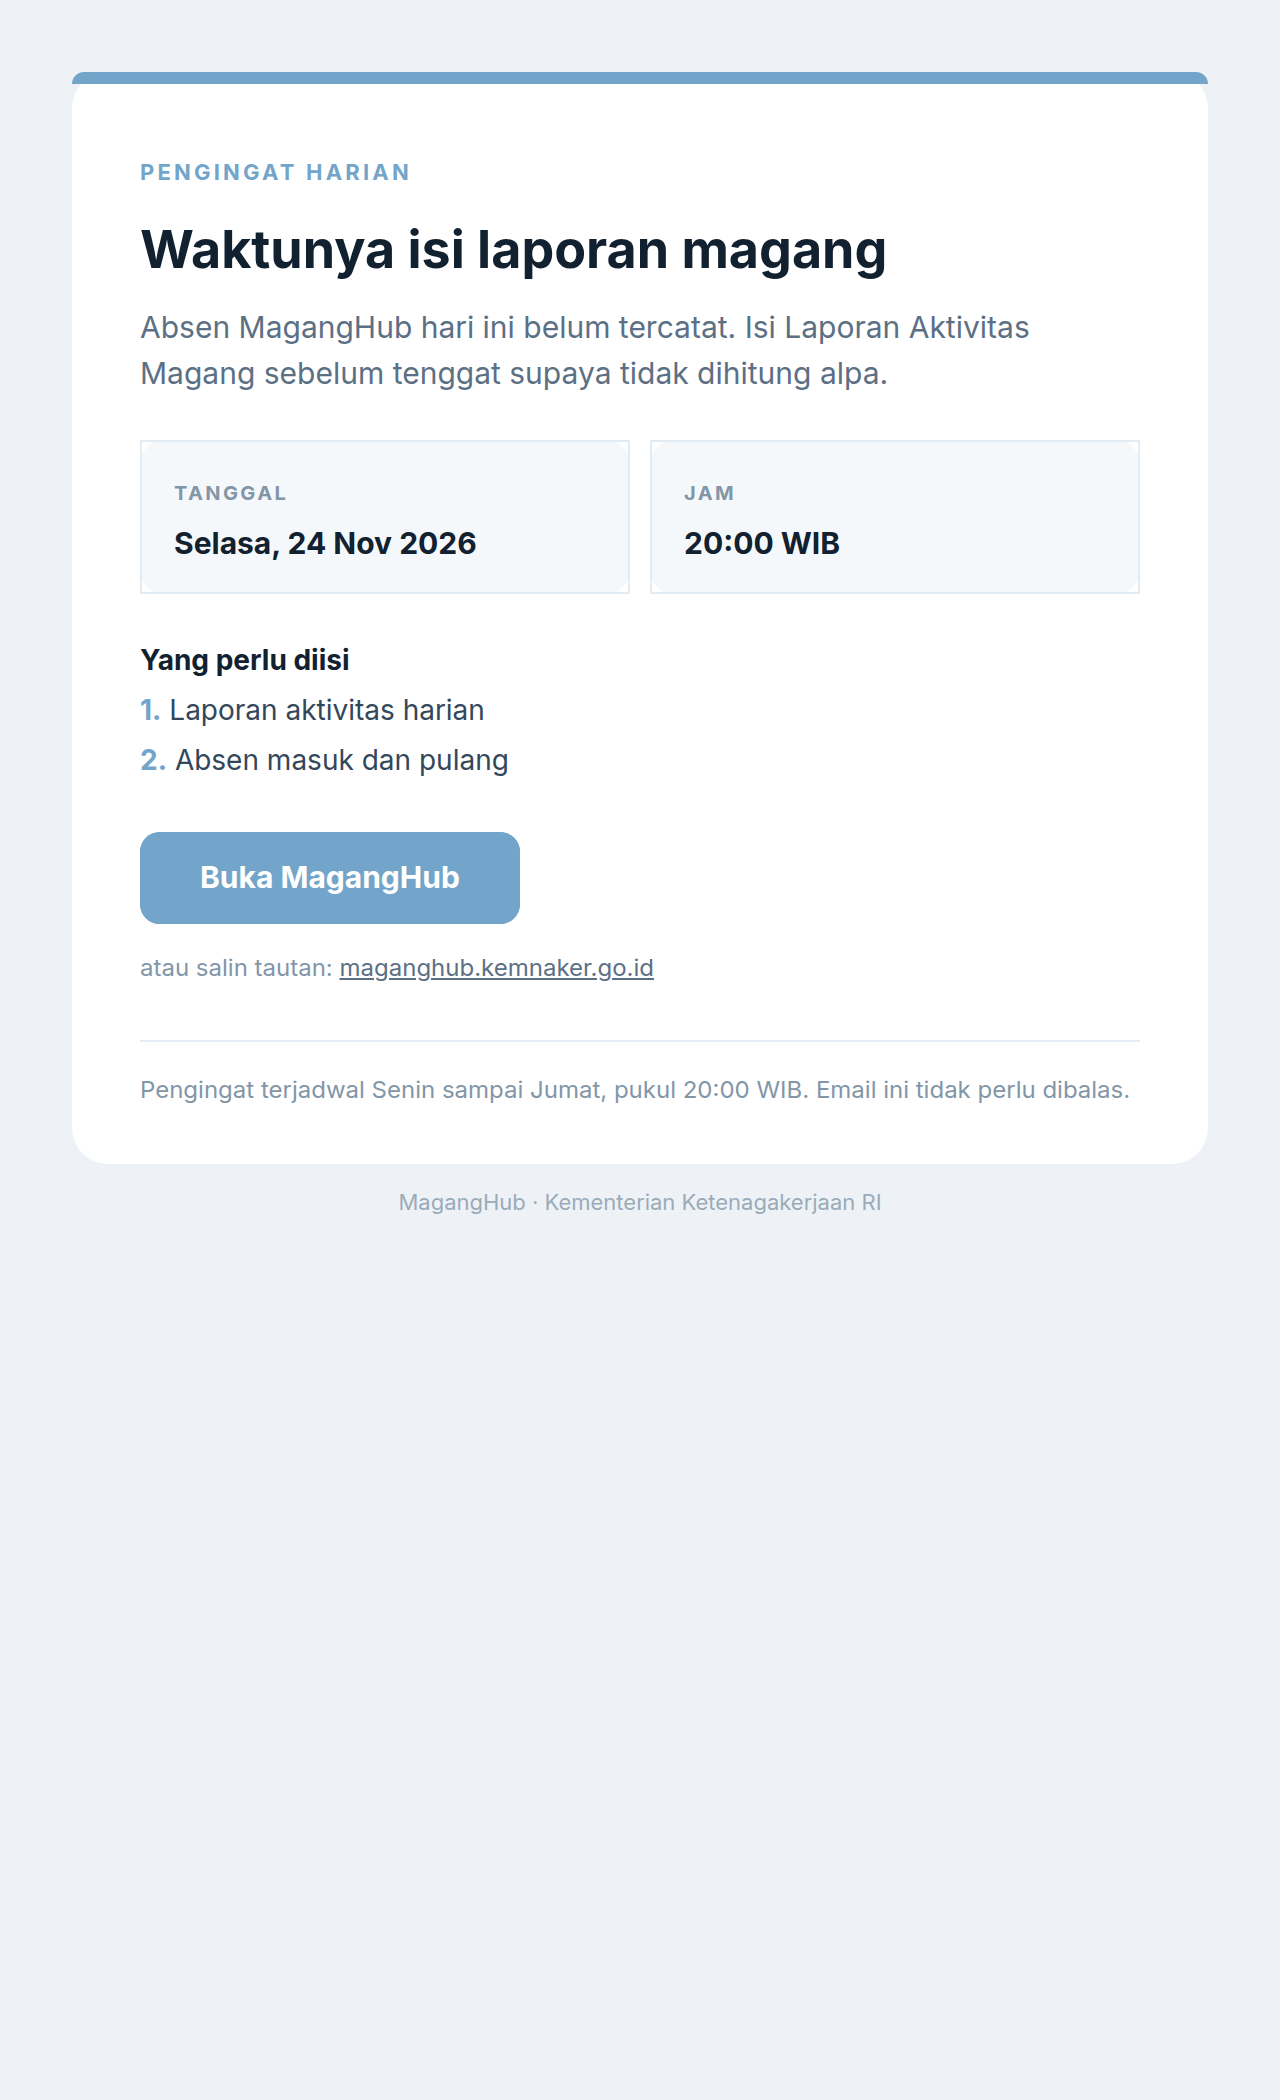 PENGINGAT HARIAN
Waktunya isi laporan magang
Absen MagangHub hari ini belum tercatat. Isi Laporan Aktivitas
Magang sebelum tenggat supaya tidak dihitung alpa.
TANGGAL
Selasa, 24 Nov 2026
JAM
20:00 WIB
Yang perlu diisi
1. Laporan aktivitas harian
2. Absen masuk dan pulang
Buka MagangHub
atau salin tautan: maganghub.kemnaker.go.id
Pengingat terjadwal Senin sampai Jumat, pukul 20:00 WIB. Email ini tidak perlu dibalas.
MagangHub · Kementerian Ketenagakerjaan RI